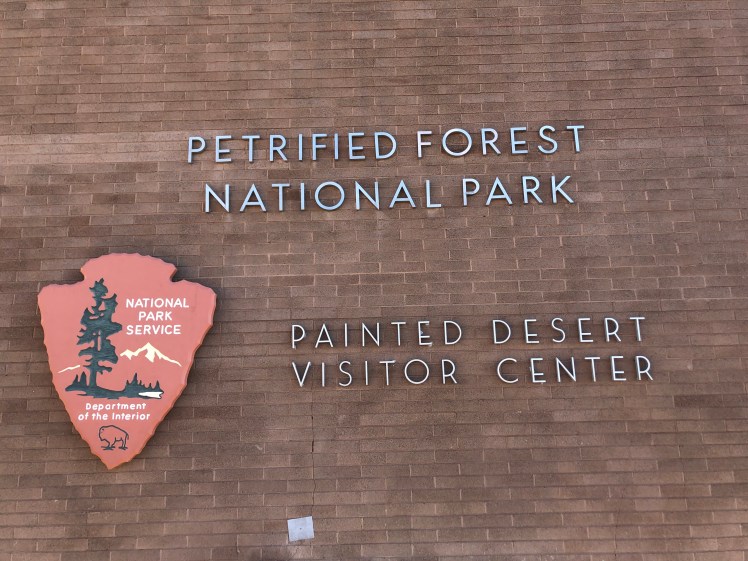 PETRIFIED FOREST
NATIONAL PARK
NATIONAL
PARK
SERVICE
Department
of the Interior
PAINTED DESERT
VISITOR CENTER